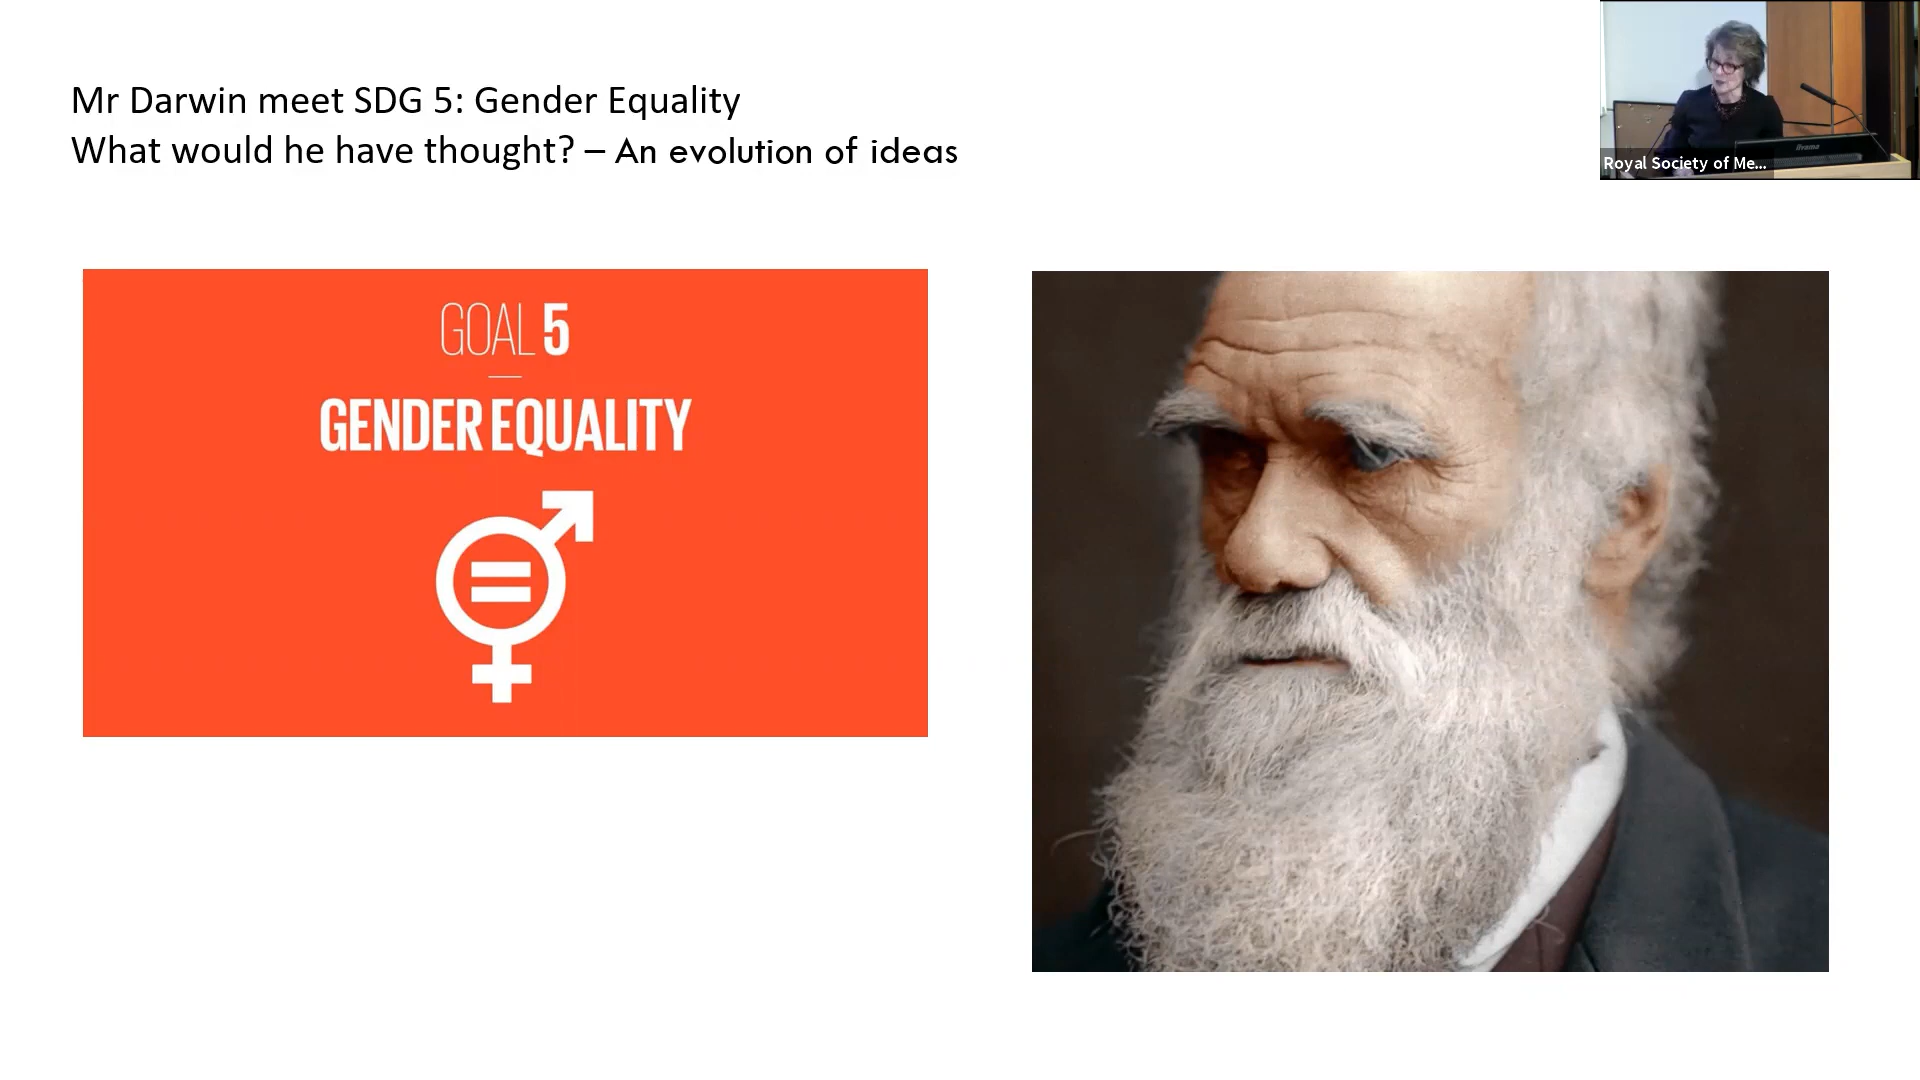 Mr Darwin meet SDG 5: Gender Equality
What would he have thought? – An evolution of ideas
Royal Society of Me...
iiyama
GOAL 5
GENDER EQUALITY